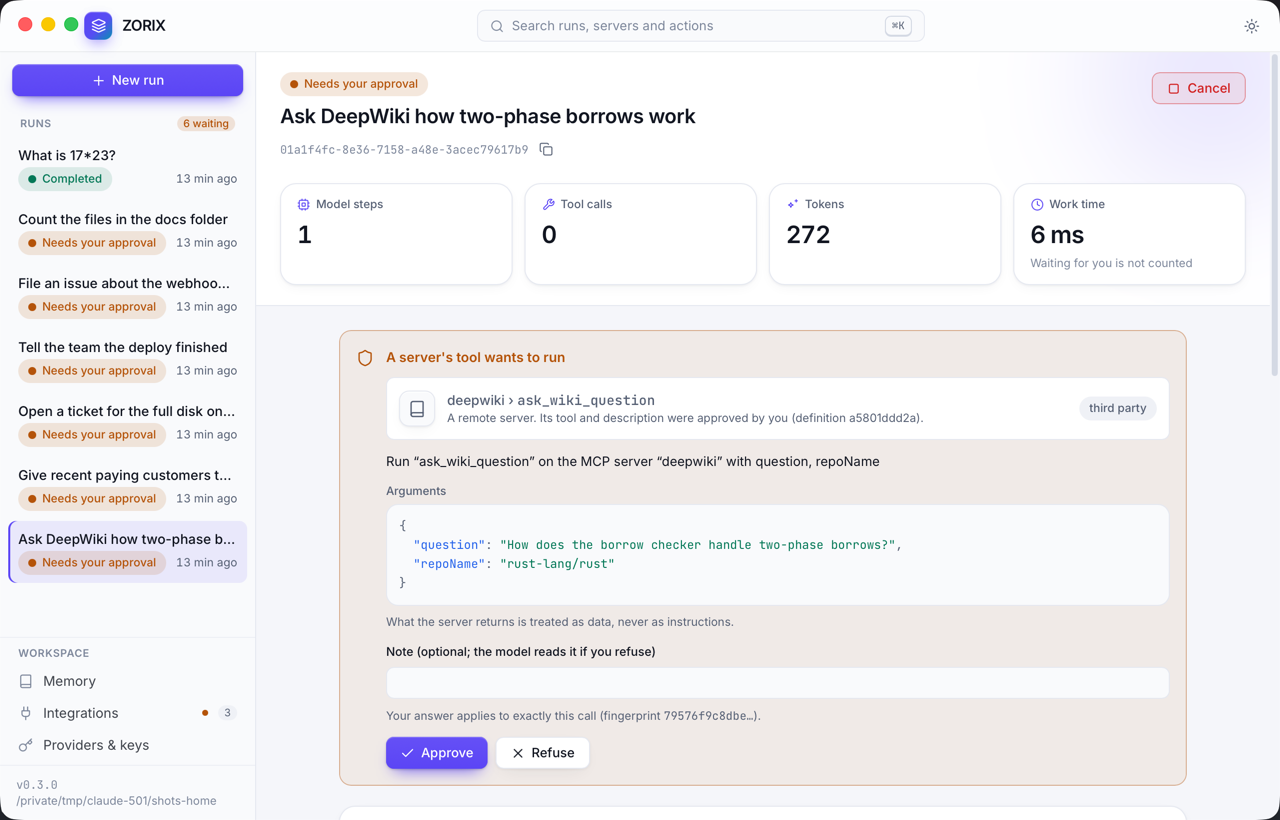 ZORIX
Search runs, servers and actions
⌘K
New run
RUNS
6 waiting
What is 17*23?
Completed
13 min ago
Count the files in the docs folder
Needs your approval
13 min ago
File an issue about the webhoo…
Needs your approval
13 min ago
Tell the team the deploy finished
Needs your approval
13 min ago
Open a ticket for the full disk on…
Needs your approval
13 min ago
Give recent paying customers t…
Needs your approval
13 min ago
Ask DeepWiki how two-phase b…
Needs your approval
13 min ago
WORKSPACE
Memory
Integrations
3
Providers & keys
v0.3.0
/private/tmp/claude-501/shots-home
Needs your approval
Cancel
Ask DeepWiki how two-phase borrows work
01a1f4fc-8e36-7158-a48e-3acec79617b9
Model steps
1
Tool calls
0
Tokens
272
Work time
6 ms
Waiting for you is not counted
A server's tool wants to run
deepwiki › ask_wiki_question
A remote server. Its tool and description were approved by you (definition a5801ddd2a).
third party
Run “ask_wiki_question” on the MCP server “deepwiki” with question, repoName
Arguments
{
"question": "How does the borrow checker handle two-phase borrows?",
"repoName": "rust-lang/rust"
}
What the server returns is treated as data, never as instructions.
Note (optional; the model reads it if you refuse)
Your answer applies to exactly this call (fingerprint 79576f9c8dbe…).
Approve
Refuse